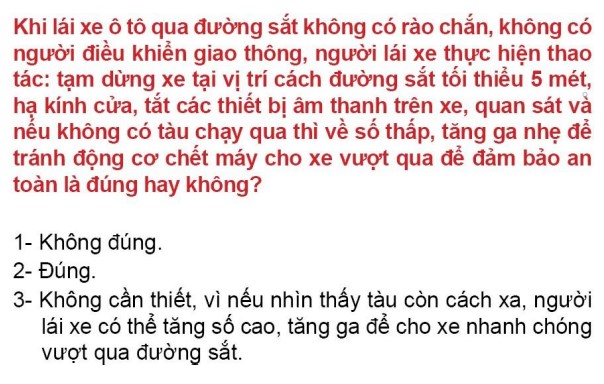 Khi lái xe ô tô qua đường sắt không có rào chắn, không có
người điều khiển giao thông, người lái xe thực hiện thao
tác: tạm dừng xe tại vị trí cách đường sắt tối thiểu 5 mét,
hạ kính cửa, tắt các thiết bị âm thanh trên xe, quan sát và
nếu không có tàu chạy qua thì về số thấp, tăng ga nhẹ để
tránh động cơ chết máy cho xe vượt qua để đảm bảo an
toàn là đúng hay không?
1- Không đúng.
2- Đúng.
3- Không cần thiết, vì nếu nhìn thấy tàu còn cách xa, người
lái xe có thể tăng số cao, tăng ga để cho xe nhanh chóng
vượt qua đường sắt.